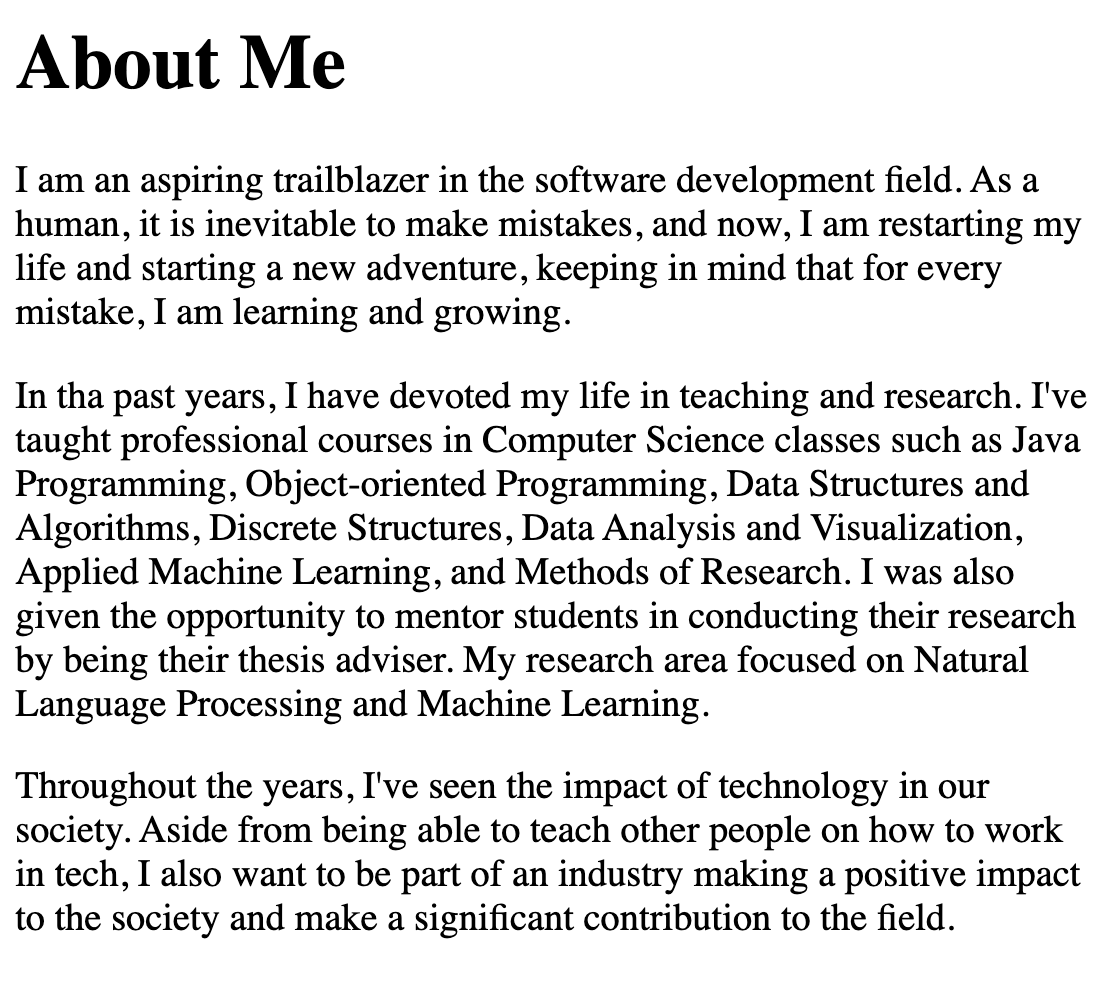 About Me
I am an aspiring trailblazer in the software development field. As a
human, it is inevitable to make mistakes, and now, I am restarting my
life and starting a new adventure, keeping in mind that for every
mistake, I am learning and growing.
In tha past years, I have devoted my life in teaching and research. I've
taught professional courses in Computer Science classes such as Java
Programming, Object-oriented Programming, Data Structures and
Algorithms, Discrete Structures, Data Analysis and Visualization,
Applied Machine Learning, and Methods of Research. I was also
given the opportunity to mentor students in conducting their research
by being their thesis adviser. My research area focused on Natural
Language Processing and Machine Learning.
Throughout the years, I've seen the impact of technology in our
society. Aside from being able to teach other people on how to work
in tech, I also want to be part of an industry making a positive impact
to the society and make a significant contribution to the field.